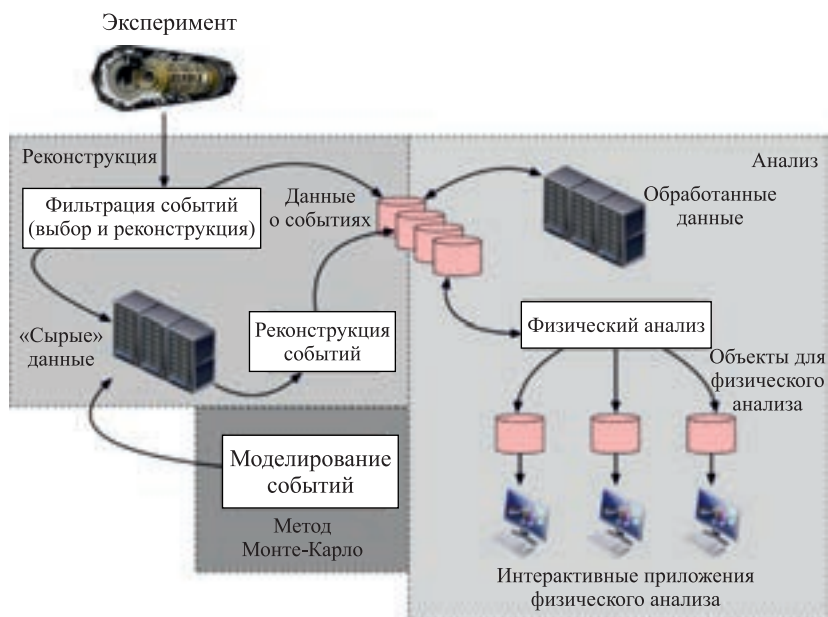 Эксперимент
Реконструкция
Фильтрация событий
(выбор и реконструкция)
Данные
о событиях
Анализ
Обработанные
данные
«Сырые»
данные
Реконструкция
событий
Физический анализ
Объекты для
физического
анализа
Моделирование
событий
Метод
Монте-Карло
Интерактивные приложения
физического анализа